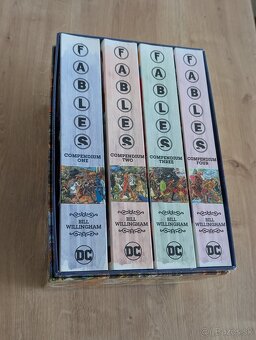 FABLES
COMPENDIUM
ONE
BILL
WILLINGHAM
DC
FABLES
COMPENDIUM
TWO
BILL
WILLINGHAM
DC
FABLES
COMPENDIUM
THREE
BILL
WILLINGHAM
DC
FABLES
COMPENDIUM
FOUR
BILL
WILLINGHAM
DC